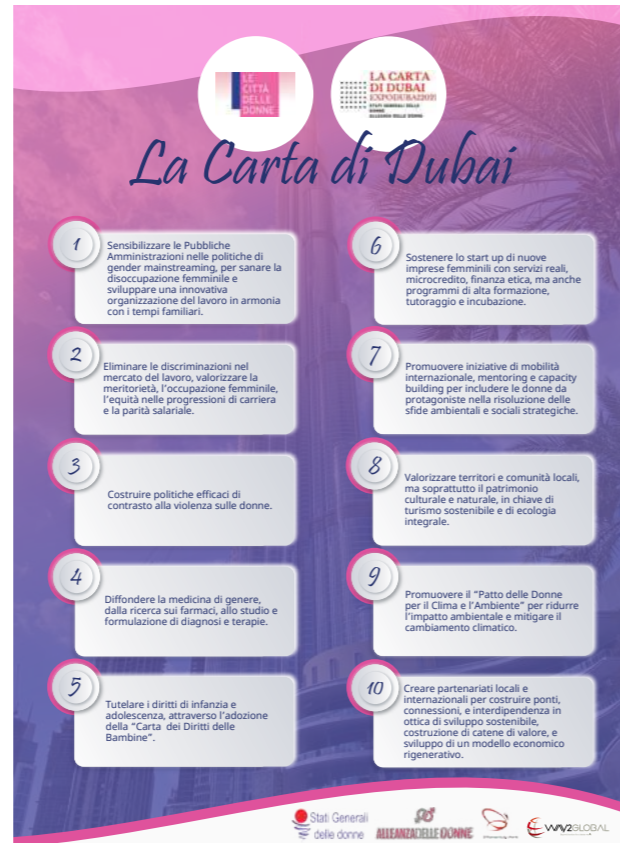 LE
CITTÀ
DELLE
DONNE
LA CARTA
DI DUBAI
EXPODUBAI2021
STATI GENERALI DELLE
DONNE
ALLEANZA DELLE DONNE
La Carta di Dubai
1
Sensibilizzare le Pubbliche
Amministrazioni nelle politiche di
gender mainstreaming, per sanare la
disoccupazione femminile e
sviluppare una innovativa
organizzazione del lavoro in armonia
con i tempi familiari.
2
Eliminare le discriminazioni nel
mercato del lavoro, valorizzare la
meritorietà, l’occupazione femminile,
l’equità nelle progressioni di carriera
e la parità salariale.
3
Costruire politiche efficaci di
contrasto alla violenza sulle donne.
4
Diffondere la medicina di genere,
dalla ricerca sui farmaci, allo studio e
formulazione di diagnosi e terapie.
5
Tutelare i diritti di infanzia e
adolescenza, attraverso l’adozione
della “Carta dei Diritti delle
Bambine”.
6
Sostenere lo start up di nuove
imprese femminili con servizi reali,
microcredito, finanza etica, ma anche
programmi di alta formazione,
tutoraggio e incubazione.
7
Promuovere iniziative di mobilità
internazionale, mentoring e capacity
building per includere le donne da
protagoniste nella risoluzione delle
sfide ambientali e sociali strategiche.
8
Valorizzare territori e comunità locali,
ma soprattutto il patrimonio
culturale e naturale, in chiave di
turismo sostenibile e di ecologia
integrale.
9
Promuovere il “Patto delle Donne
per il Clima e l’Ambiente” per ridurre
l’impatto ambientale e mitigare il
cambiamento climatico.
10
Creare partenariati locali e
internazionali per costruire ponti,
connessioni, e interdipendenza in
ottica di sviluppo sostenibile,
costruzione di catene di valore, e
sviluppo di un modello economico
rigenerativo.
Stati Generali
delle donne
ALLEANZA DELLE DONNE
WAV2GLOBAL